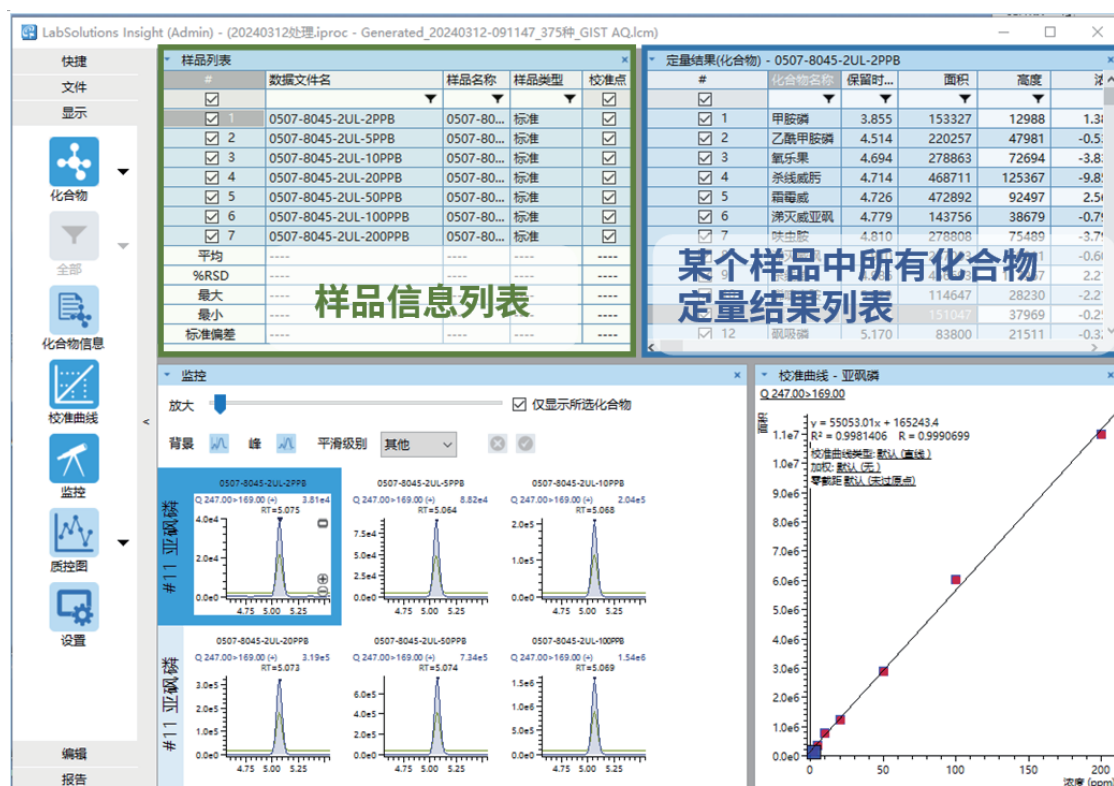 LabSolutions Insight (Admin) - (20240312处理.iproc - Generated_20240312-091147_375种_GIST AQ.lcm)
快捷
文件
显示
化合物
全部
化合物信息
校准曲线
监控
质控图
设置
编辑
报告
样品列表
# 数据文件名 样品名称 样品类型 校准点
1 0507-8045-2UL-2PPB 0507-80... 标准
2 0507-8045-2UL-5PPB 0507-80... 标准
3 0507-8045-2UL-10PPB 0507-80... 标准
4 0507-8045-2UL-20PPB 0507-80... 标准
5 0507-8045-2UL-50PPB 0507-80... 标准
6 0507-8045-2UL-100PPB 0507-80... 标准
7 0507-8045-2UL-200PPB 0507-80... 标准
平均 ---- ---- ---- ----
%RSD ---- ---- ---- ----
最大 ---- ---- ---- ----
最小 ---- ---- ---- ----
标准偏差 ---- ---- ---- ----
样品信息列表
定量结果(化合物) - 0507-8045-2UL-2PPB
# 化合物名称 保留时... 面积 高度
1 甲胺磷 3.855 153327 12988
2 乙酰甲胺磷 4.514 220257 47981
3 氧乐果 4.694 278863 72694
4 杀线威肟 4.714 468711 125367
5 霜霉威 4.726 472892 92497
6 涕灭威亚砜 4.779 143756 38679
7 呋虫胺 4.810 278808 75489
114647 28230
151047 37969
12 砜吸磷 5.170 83800 21511
某个样品中所有化合物
定量结果列表
监控
放大 仅显示所选化合物
背景 峰 平滑级别 其他
#11 亚砜磷
0507-8045-2UL-2PPB
Q 247.00>169.00 (+) 3.81e4
RT=5.075
4.0e4
2.0e4
0.0e0
4.75 5.00 5.25
0507-8045-2UL-5PPB
Q 247.00>169.00 (+) 8.82e4
RT=5.064
7.5e4
5.0e4
2.5e4
0.0e0
4.75 5.00 5.25
0507-8045-2UL-10PPB
Q 247.00>169.00 (+) 2.04e5
RT=5.068
2.0e5
1.0e5
0.0e0
4.75 5.00 5.25
#11 亚砜磷
0507-8045-2UL-20PPB
Q 247.00>169.00 (+) 3.19e5
RT=5.073
3.0e5
2.0e5
1.0e5
0.0e0
4.75 5.00 5.25
0507-8045-2UL-50PPB
Q 247.00>169.00 (+) 7.34e5
RT=5.074
6.0e5
4.0e5
2.0e5
0.0e0
4.75 5.00 5.25
0507-8045-2UL-100PPB
Q 247.00>169.00 (+) 1.54e6
RT=5.069
1.5e6
1.0e6
5.0e5
0.0e0
4.75 5.00 5.25
校准曲线 - 亚砜磷
Q 247.00>169.00
y = 55053.01x + 165243.4
R² = 0.9981406 R = 0.9990699
校准曲线类型: 默认 (直线)
加权: 默认 (无)
零截距 默认 (未过原点)
面积
1.1e7
1.0e7
9.0e6
8.0e6
7.0e6
6.0e6
5.0e6
4.0e6
3.0e6
2.0e6
1.0e6
0.0e0
0 50 100 150 200
浓度 (ppm)